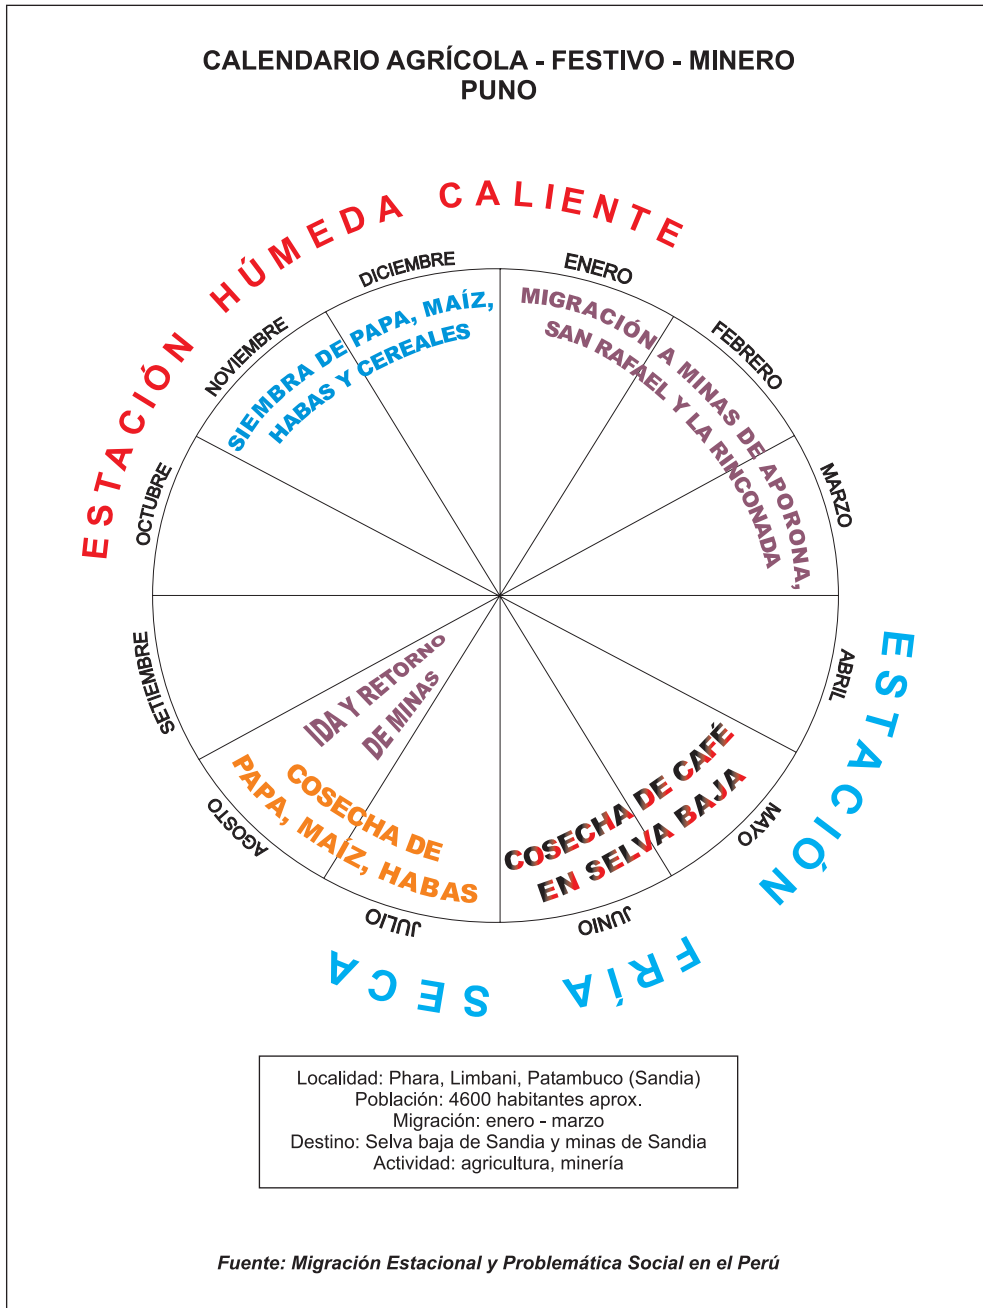 CALENDARIO AGRÍCOLA - FESTIVO - MINERO
PUNO
ESTACIÓN HÚMEDA CALIENTE
ENERO
FEBRERO
MARZO
ABRIL
MAYO
JUNIO
JULIO
AGOSTO
SETIEMBRE
OCTUBRE
NOVIEMBRE
DICIEMBRE
SIEMBRA DE PAPA, MAÍZ,
HABAS Y CEREALES
MIGRACIÓN A MINAS DE APORONA,
SAN RAFAEL Y LA RINCONADA
IDA Y RETORNO
DE MINAS
COSECHA DE
PAPA, MAÍZ, HABAS
COSECHA DE CAFÉ
EN SELVA BAJA
ESTACIÓN FRÍA SECA
Localidad: Phara, Limbani, Patambuco (Sandia)
Población: 4600 habitantes aprox.
Migración: enero - marzo
Destino: Selva baja de Sandia y minas de Sandia
Actividad: agricultura, minería
Fuente: Migración Estacional y Problemática Social en el Perú